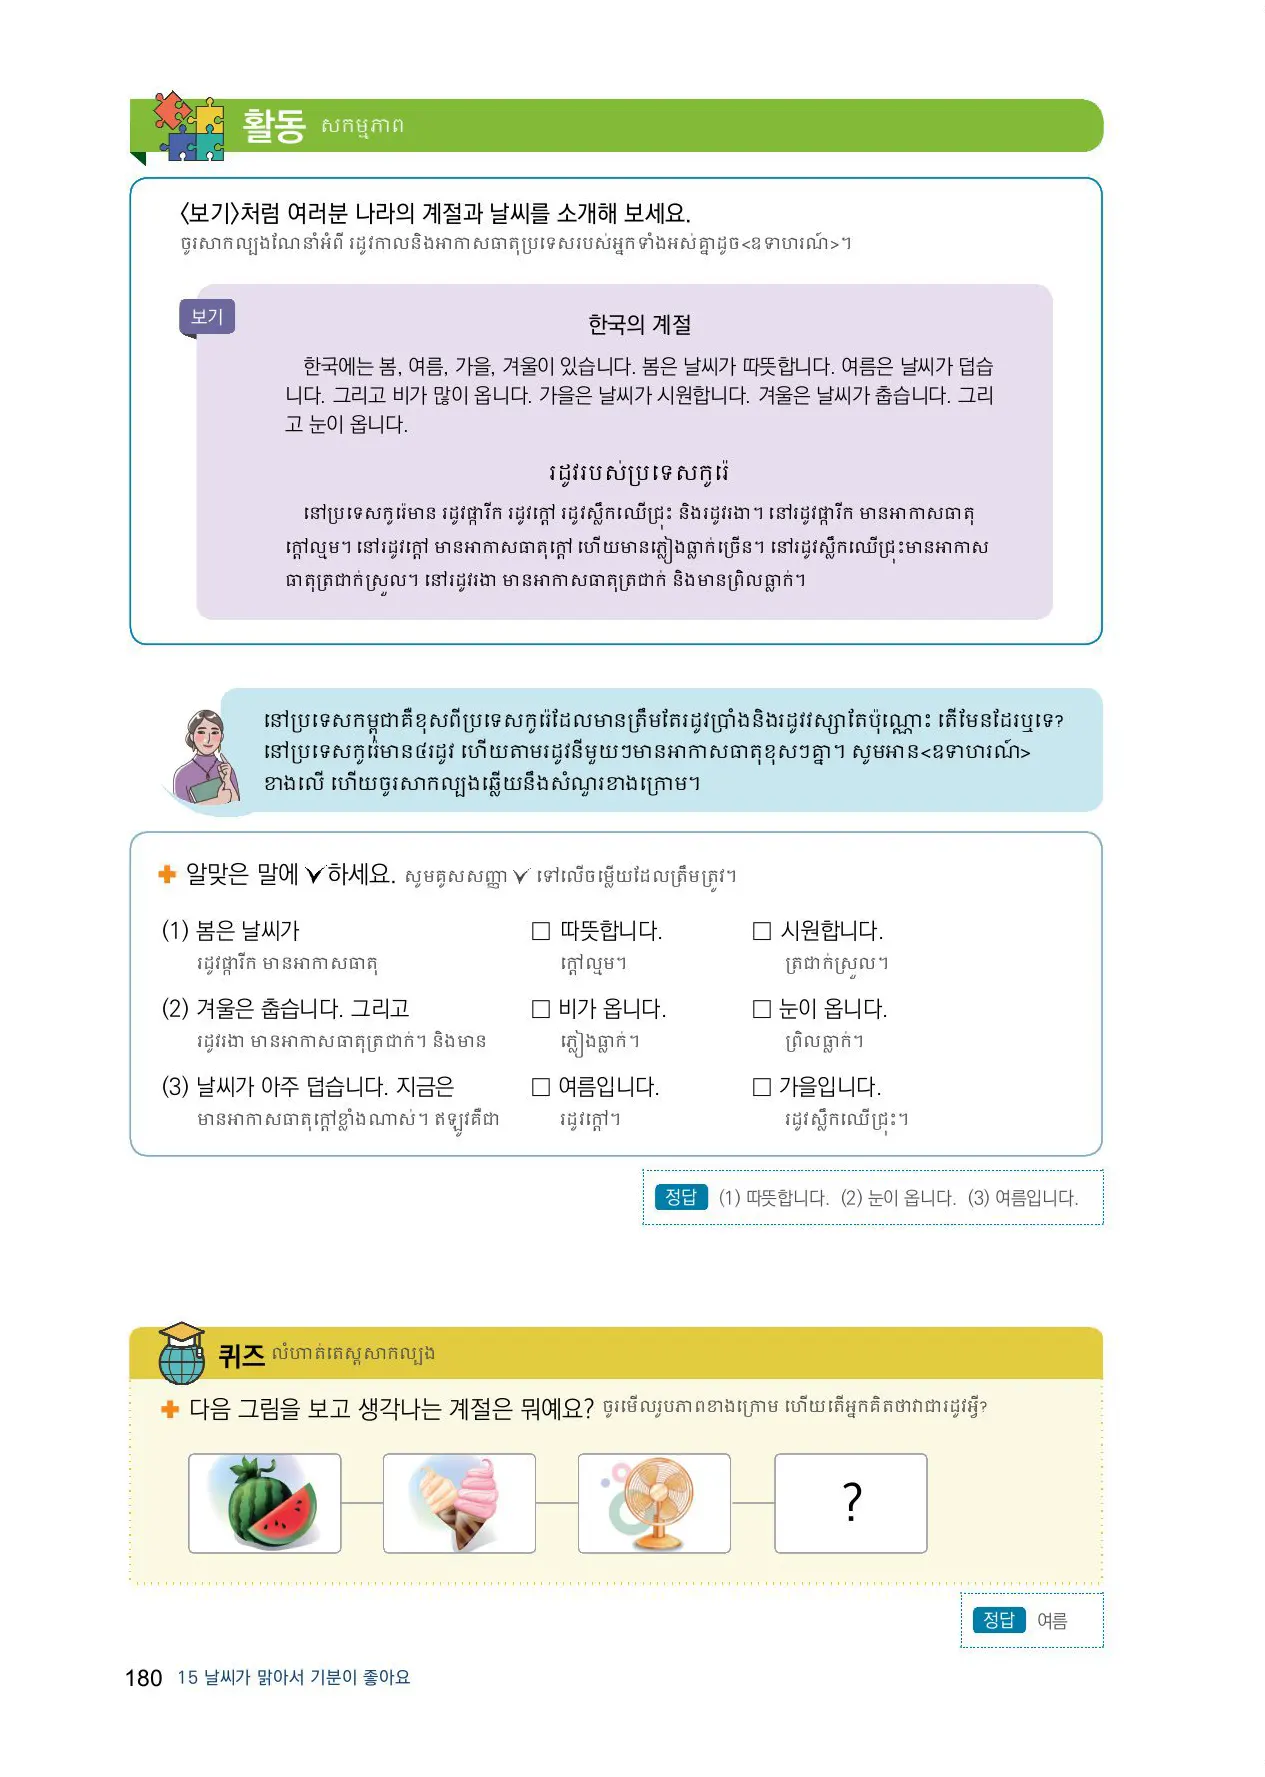 활동 សកម្មភាព
〈보기〉처럼 여러분 나라의 계절과 날씨를 소개해 보세요.
ចូរសាកល្បងណែនាំអំពី រដូវកាលនិងអាកាសធាតុប្រទេសរបស់អ្នកទាំងអស់គ្នាដូច<ឧទាហរណ៍>។
보기
한국의 계절
한국에는 봄, 여름, 가을, 겨울이 있습니다. 봄은 날씨가 따뜻합니다. 여름은 날씨가 덥습
니다. 그리고 비가 많이 옵니다. 가을은 날씨가 시원합니다. 겨울은 날씨가 춥습니다. 그리
고 눈이 옵니다.
រដូវរបស់ប្រទេសកូរ៉េ
នៅប្រទេសកូរ៉េមាន រដូវផ្ការីក រដូវក្តៅ រដូវស្លឹកឈើជ្រុះ និងរដូវរងា។ នៅរដូវផ្ការីក មានអាកាសធាតុ
ក្តៅល្មម។ នៅរដូវក្តៅ មានអាកាសធាតុក្តៅ ហើយមានភ្លៀងធ្លាក់ច្រើន។ នៅរដូវស្លឹកឈើជ្រុះមានអាកាស
ធាតុត្រជាក់ស្រួល។ នៅរដូវរងា មានអាកាសធាតុត្រជាក់ និងមានព្រិលធ្លាក់។
នៅប្រទេសកម្ពុជាគឺខុសពីប្រទេសកូរ៉េដែលមានត្រឹមតែរដូវប្រាំងនិងរដូវវស្សាតែប៉ុណ្ណោះ តើមែនដែរឬទេ?
នៅប្រទេសកូរ៉េមាន៤រដូវ ហើយតាមរដូវនីមួយៗមានអាកាសធាតុខុសៗគ្នា។ សូមអាន<ឧទាហរណ៍>
ខាងលើ ហើយចូរសាកល្បងឆ្លើយនឹងសំណួរខាងក្រោម។
알맞은 말에 ✓하세요. សូមគូសសញ្ញា ✓ ទៅលើចម្លើយដែលត្រឹមត្រូវ។
(1) 봄은 날씨가 □ 따뜻합니다. □ 시원합니다.
រដូវផ្ការីក មានអាកាសធាតុ ក្តៅល្មម។ ត្រជាក់ស្រួល។
(2) 겨울은 춥습니다. 그리고 □ 비가 옵니다. □ 눈이 옵니다.
រដូវរងា មានអាកាសធាតុត្រជាក់។ និងមាន ភ្លៀងធ្លាក់។ ព្រិលធ្លាក់។
(3) 날씨가 아주 덥습니다. 지금은 □ 여름입니다. □ 가을입니다.
មានអាកាសធាតុក្តៅខ្លាំងណាស់។ ឥឡូវគឺជា រដូវក្តៅ។ រដូវស្លឹកឈើជ្រុះ។
정답 (1) 따뜻합니다. (2) 눈이 옵니다. (3) 여름입니다.
퀴즈 លំហាត់តេស្តសាកល្បង
다음 그림을 보고 생각나는 계절은 뭐예요? ចូរមើលរូបភាពខាងក្រោម ហើយតើអ្នកគិតថាវាជារដូវអ្វី?
?
정답 여름
180 15 날씨가 맑아서 기분이 좋아요